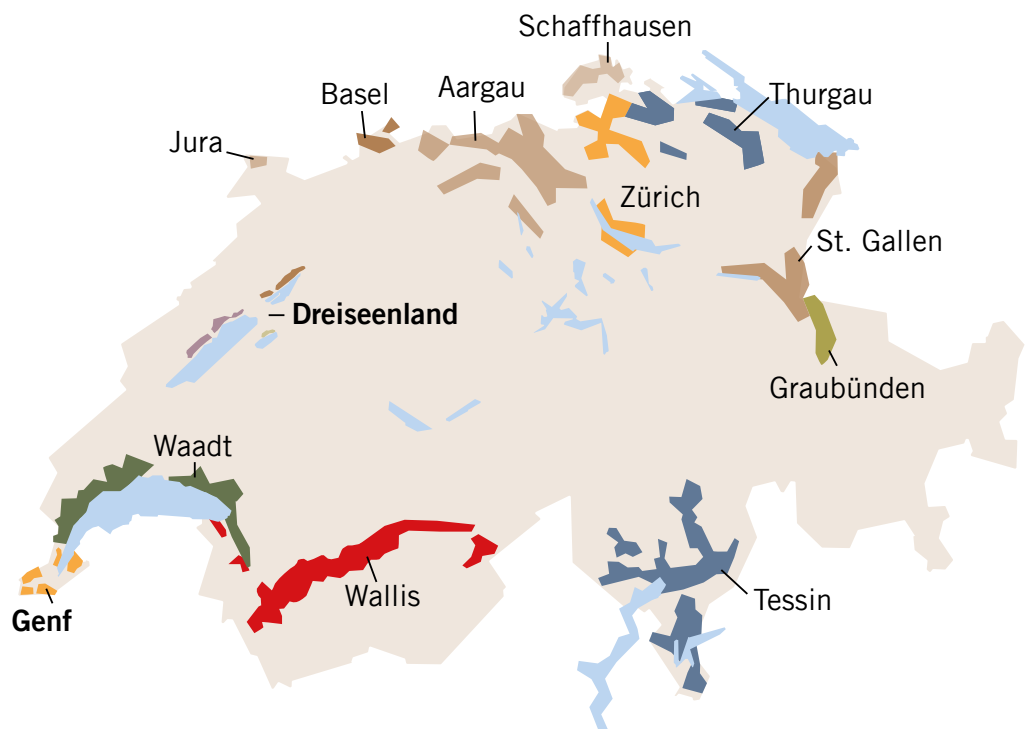 Schaffhausen
Basel
Aargau
Thurgau
Jura
Zürich
St. Gallen
Dreiseenland
Graubünden
Waadt
Wallis
Tessin
Genf